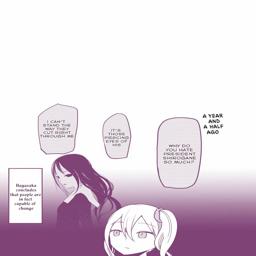 A YEAR
AND
A HALF
AGO
WHY DO
YOU HATE
PRESIDENT
SHIROGANE
SO MUCH?
IT'S
THOSE
PIERCING
EYES OF
HIS
I CAN'T
STAND THE
WAY THEY
CUT RIGHT
THROUGH ME
Hayasaka
concludes
that people are
in fact
capable of
change